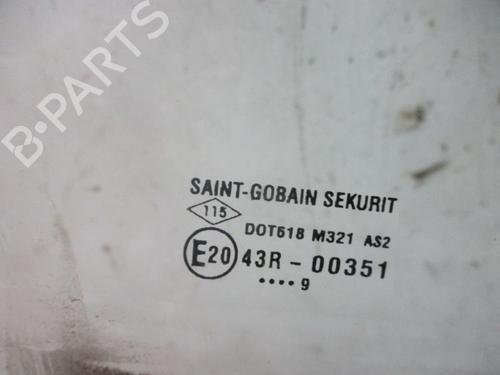 B-PARTS
SAINT-GOBAIN SEKURIT
115
DOT618 M321 AS2
E20 43R - 00351
.... 9